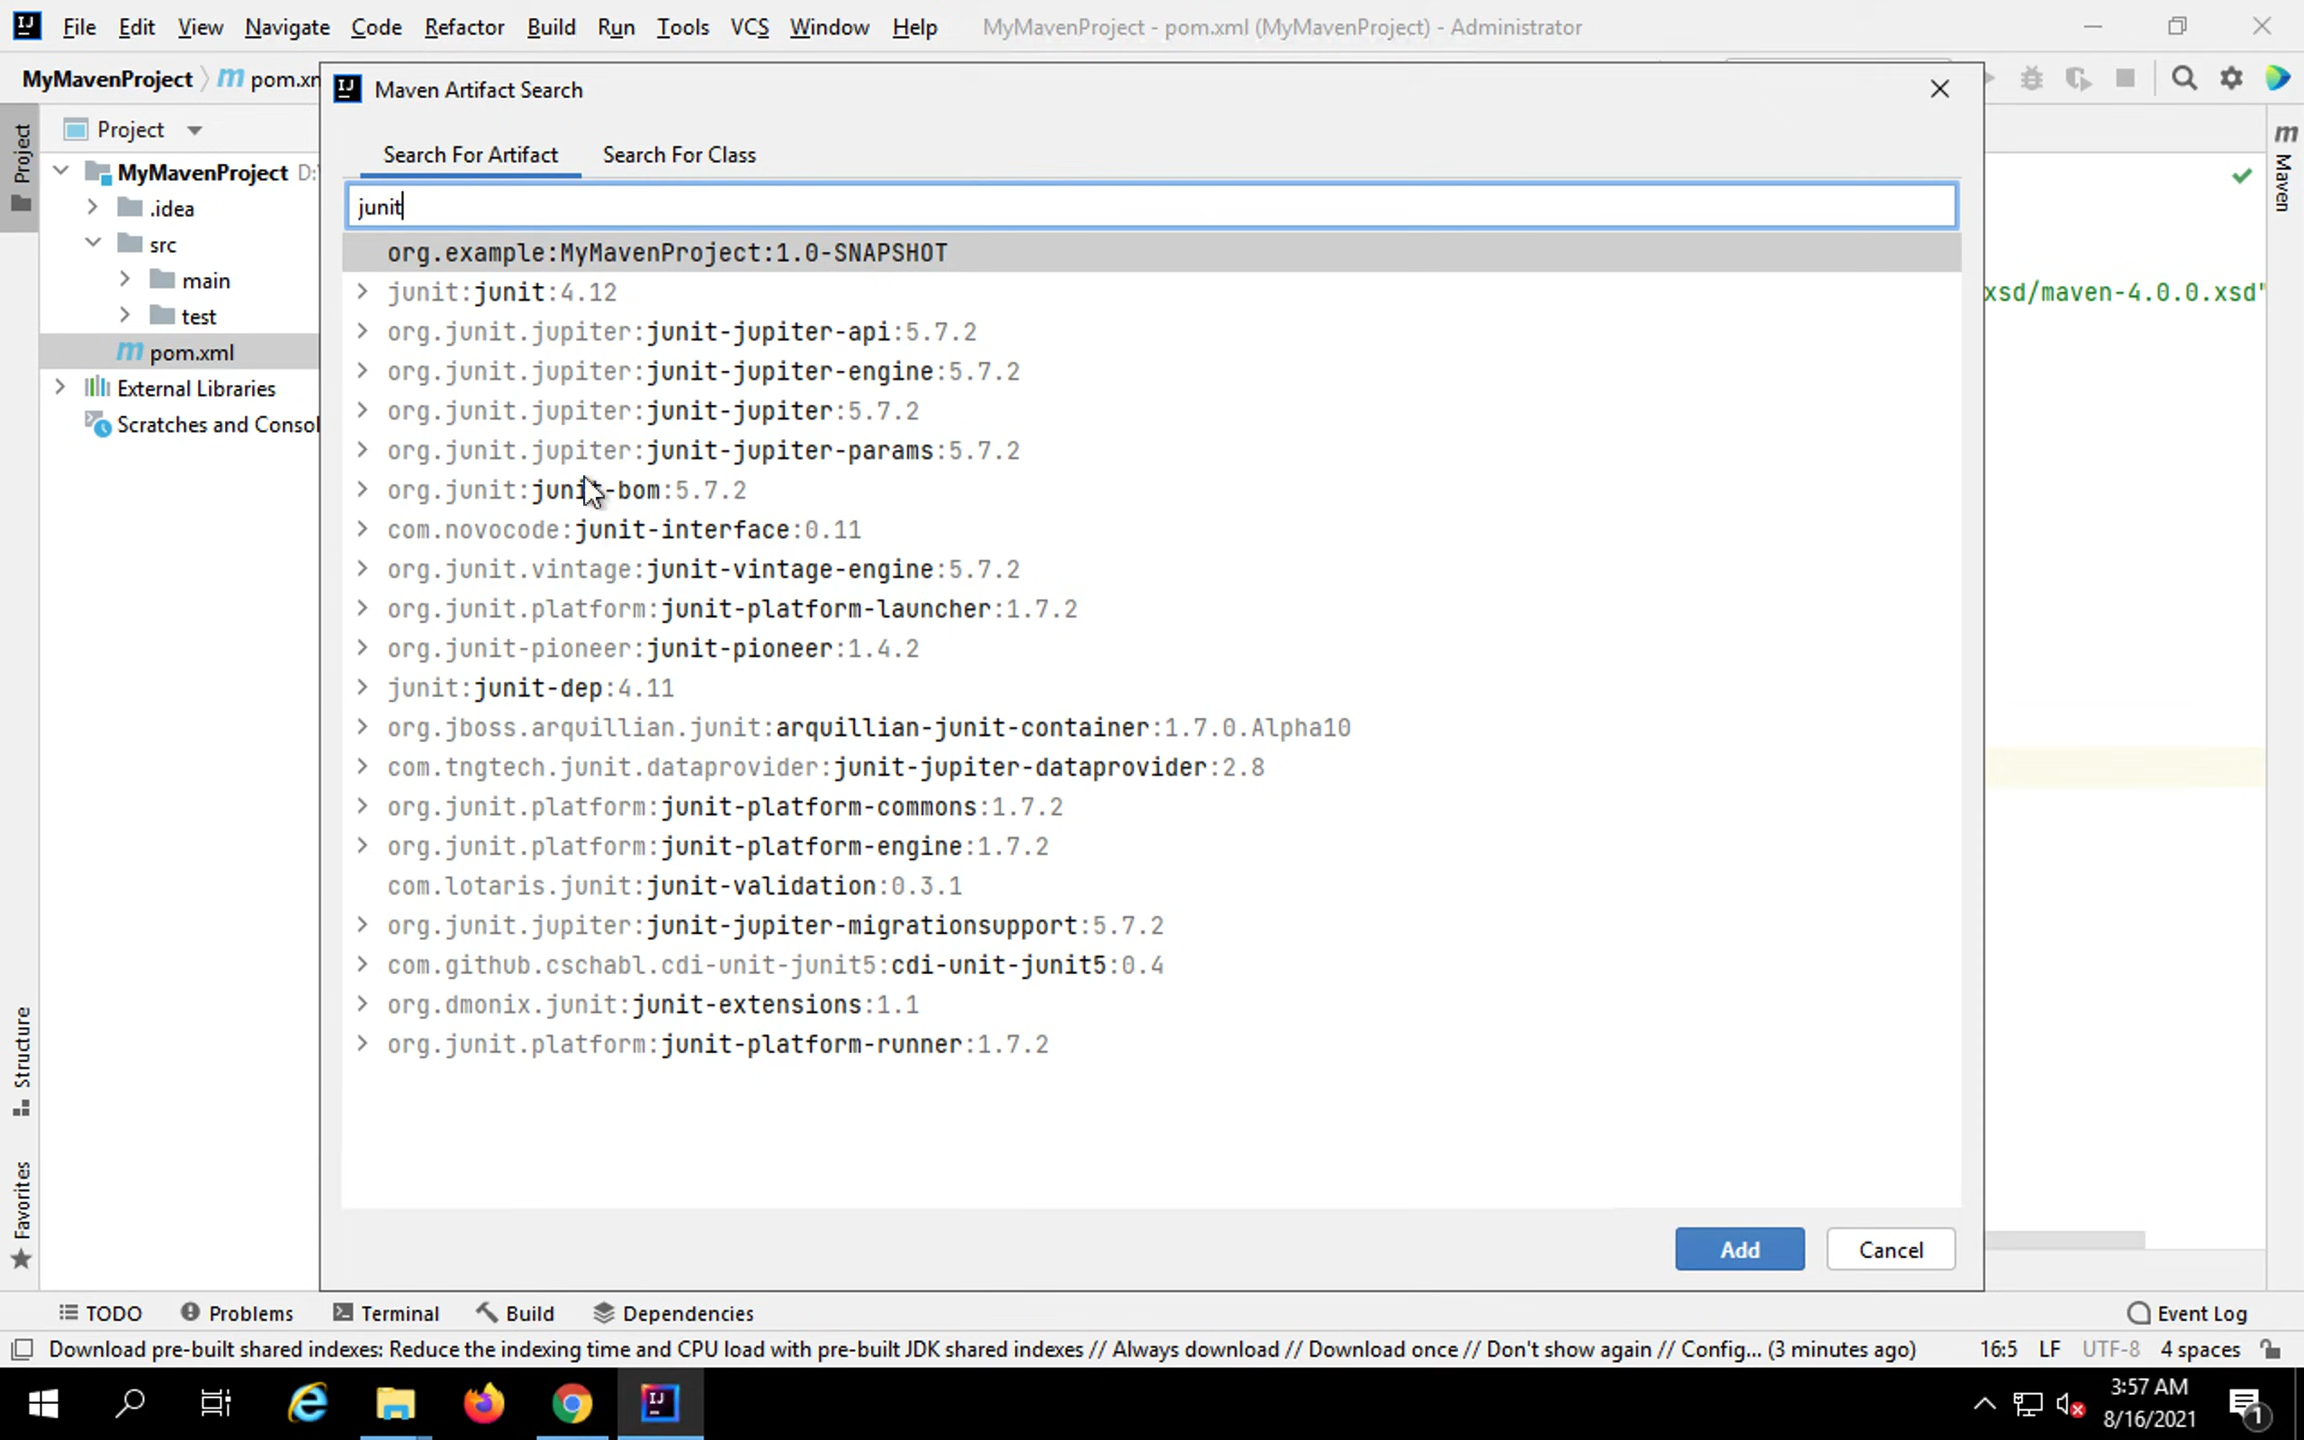 File Edit View Navigate Code Refactor Build Run Tools VCS Window Help MyMavenProject - pom.xml (MyMavenProject) - Administrator
MyMavenProject pom.xm
Maven Artifact Search
Project
Project
MyMavenProject D:
.idea
src
main
test
pom.xml
External Libraries
Scratches and Consol
Structure
Favorites
Search For Artifact Search For Class
junit
org.example:MyMavenProject:1.0-SNAPSHOT
junit:junit:4.12
org.junit.jupiter:junit-jupiter-api:5.7.2
org.junit.jupiter:junit-jupiter-engine:5.7.2
org.junit.jupiter:junit-jupiter:5.7.2
org.junit.jupiter:junit-jupiter-params:5.7.2
org.junit:junit-bom:5.7.2
com.novocode:junit-interface:0.11
org.junit.vintage:junit-vintage-engine:5.7.2
org.junit.platform:junit-platform-launcher:1.7.2
org.junit-pioneer:junit-pioneer:1.4.2
junit:junit-dep:4.11
org.jboss.arquillian.junit:arquillian-junit-container:1.7.0.Alpha10
com.tngtech.junit.dataprovider:junit-jupiter-dataprovider:2.8
org.junit.platform:junit-platform-commons:1.7.2
org.junit.platform:junit-platform-engine:1.7.2
com.lotaris.junit:junit-validation:0.3.1
org.junit.jupiter:junit-jupiter-migrationsupport:5.7.2
com.github.cschabl.cdi-unit-junit5:cdi-unit-junit5:0.4
org.dmonix.junit:junit-extensions:1.1
org.junit.platform:junit-platform-runner:1.7.2
Add Cancel
xsd/maven-4.0.0.xsd"
Maven
TODO Problems Terminal Build Dependencies Event Log
Download pre-built shared indexes: Reduce the indexing time and CPU load with pre-built JDK shared indexes // Always download // Download once // Don't show again // Config... (3 minutes ago) 16:5 LF UTF-8 4 spaces
3:57 AM
8/16/2021
1